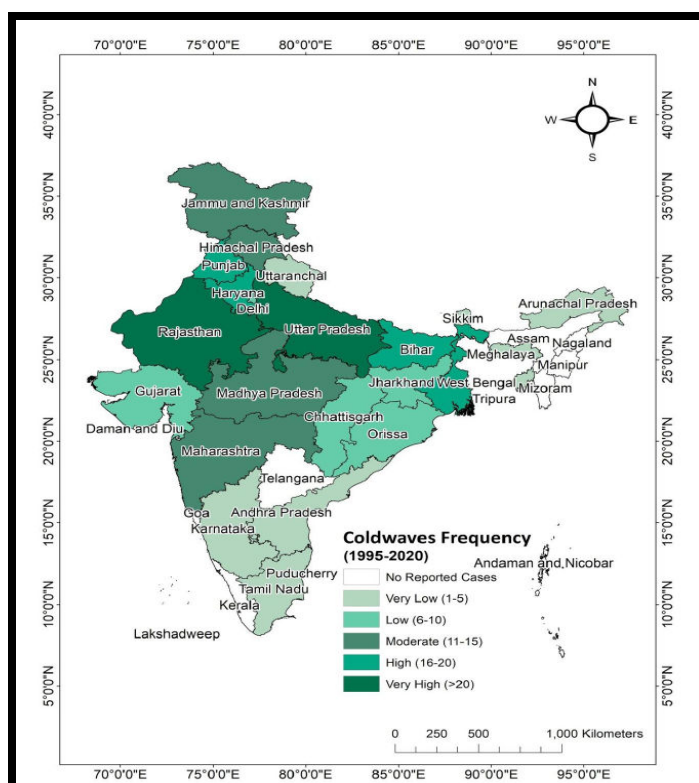 70°0'0"E 75°0'0"E 80°0'0"E 85°0'0"E 90°0'0"E 95°0'0"E
N
W E
S
40°0'0"N 40°0'0"N
35°0'0"N 35°0'0"N
30°0'0"N 30°0'0"N
25°0'0"N 25°0'0"N
20°0'0"N 20°0'0"N
15°0'0"N 15°0'0"N
10°0'0"N 10°0'0"N
5°0'0"N 5°0'0"N
Jammu and Kashmir
Himachal Pradesh
Punjab
Uttaranchal
Haryana
Delhi
Arunachal Pradesh
Sikkim
Rajasthan
Uttar Pradesh
Assam
Nagaland
Bihar
Meghalaya
Manipur
Gujarat
Madhya Pradesh
Jharkhand
West Bengal
Mizoram
Tripura
Chhattisgarh
Daman and Diu
Orissa
Maharashtra
Telangana
Goa
Andhra Pradesh
Karnataka
Puducherry
Tamil Nadu
Kerala
Lakshadweep
Andaman and Nicobar
Coldwaves Frequency
(1995-2020)
No Reported Cases
Very Low (1-5)
Low (6-10)
Moderate (11-15)
High (16-20)
Very High (>20)
0 250 500 1,000 Kilometers
70°0'0"E 75°0'0"E 80°0'0"E 85°0'0"E 90°0'0"E 95°0'0"E